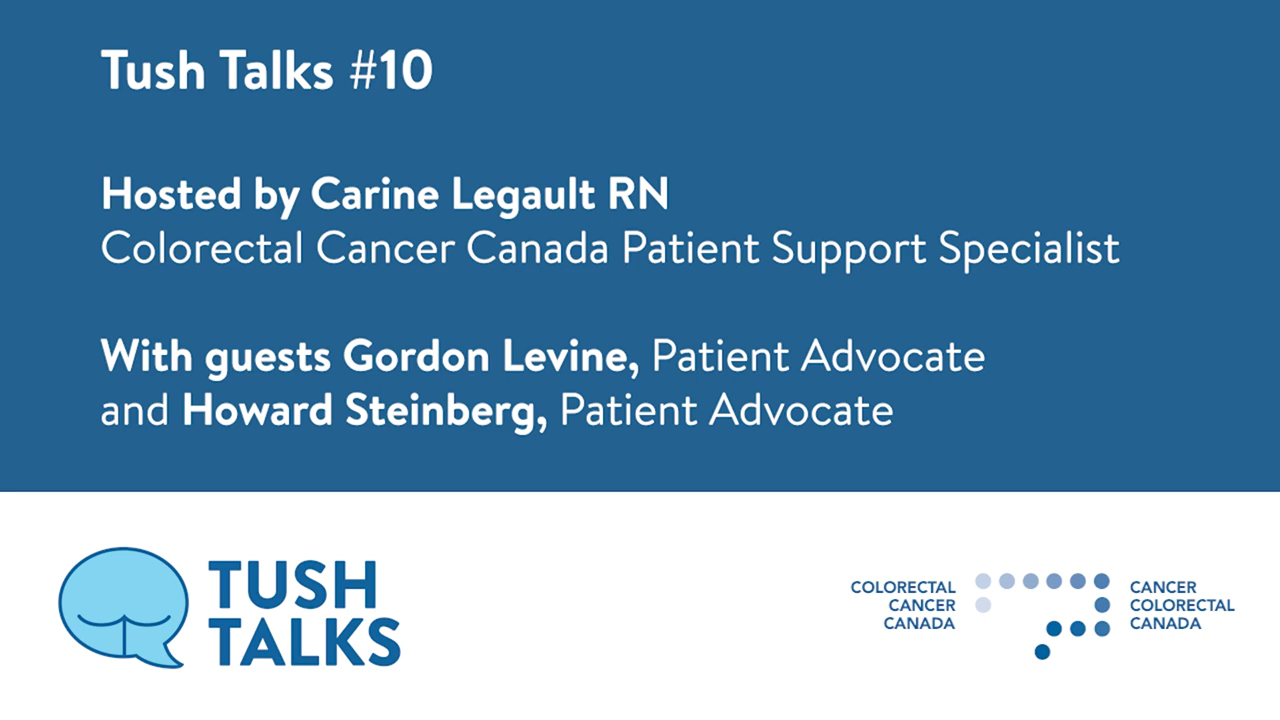 Tush Talks #10
Hosted by Carine Legault RN
Colorectal Cancer Canada Patient Support Specialist
With guests Gordon Levine, Patient Advocate
and Howard Steinberg, Patient Advocate
TUSH
TALKS
COLORECTAL
CANCER
CANADA
CANCER
COLORECTAL
CANADA